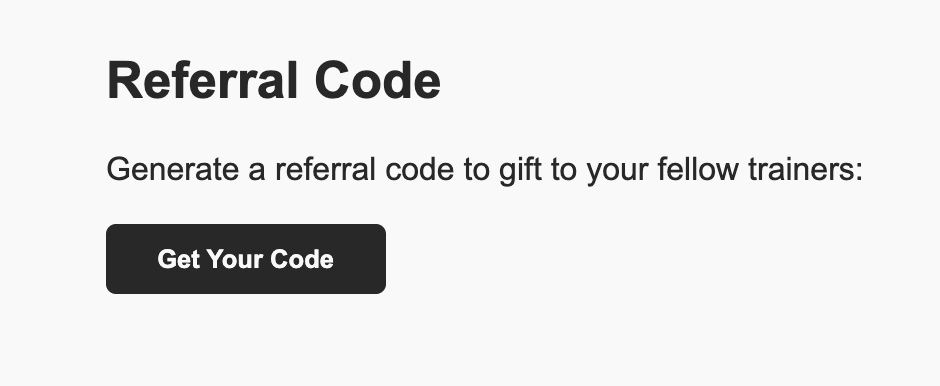 Referral Code
Generate a referral code to gift to your fellow trainers:
Get Your Code